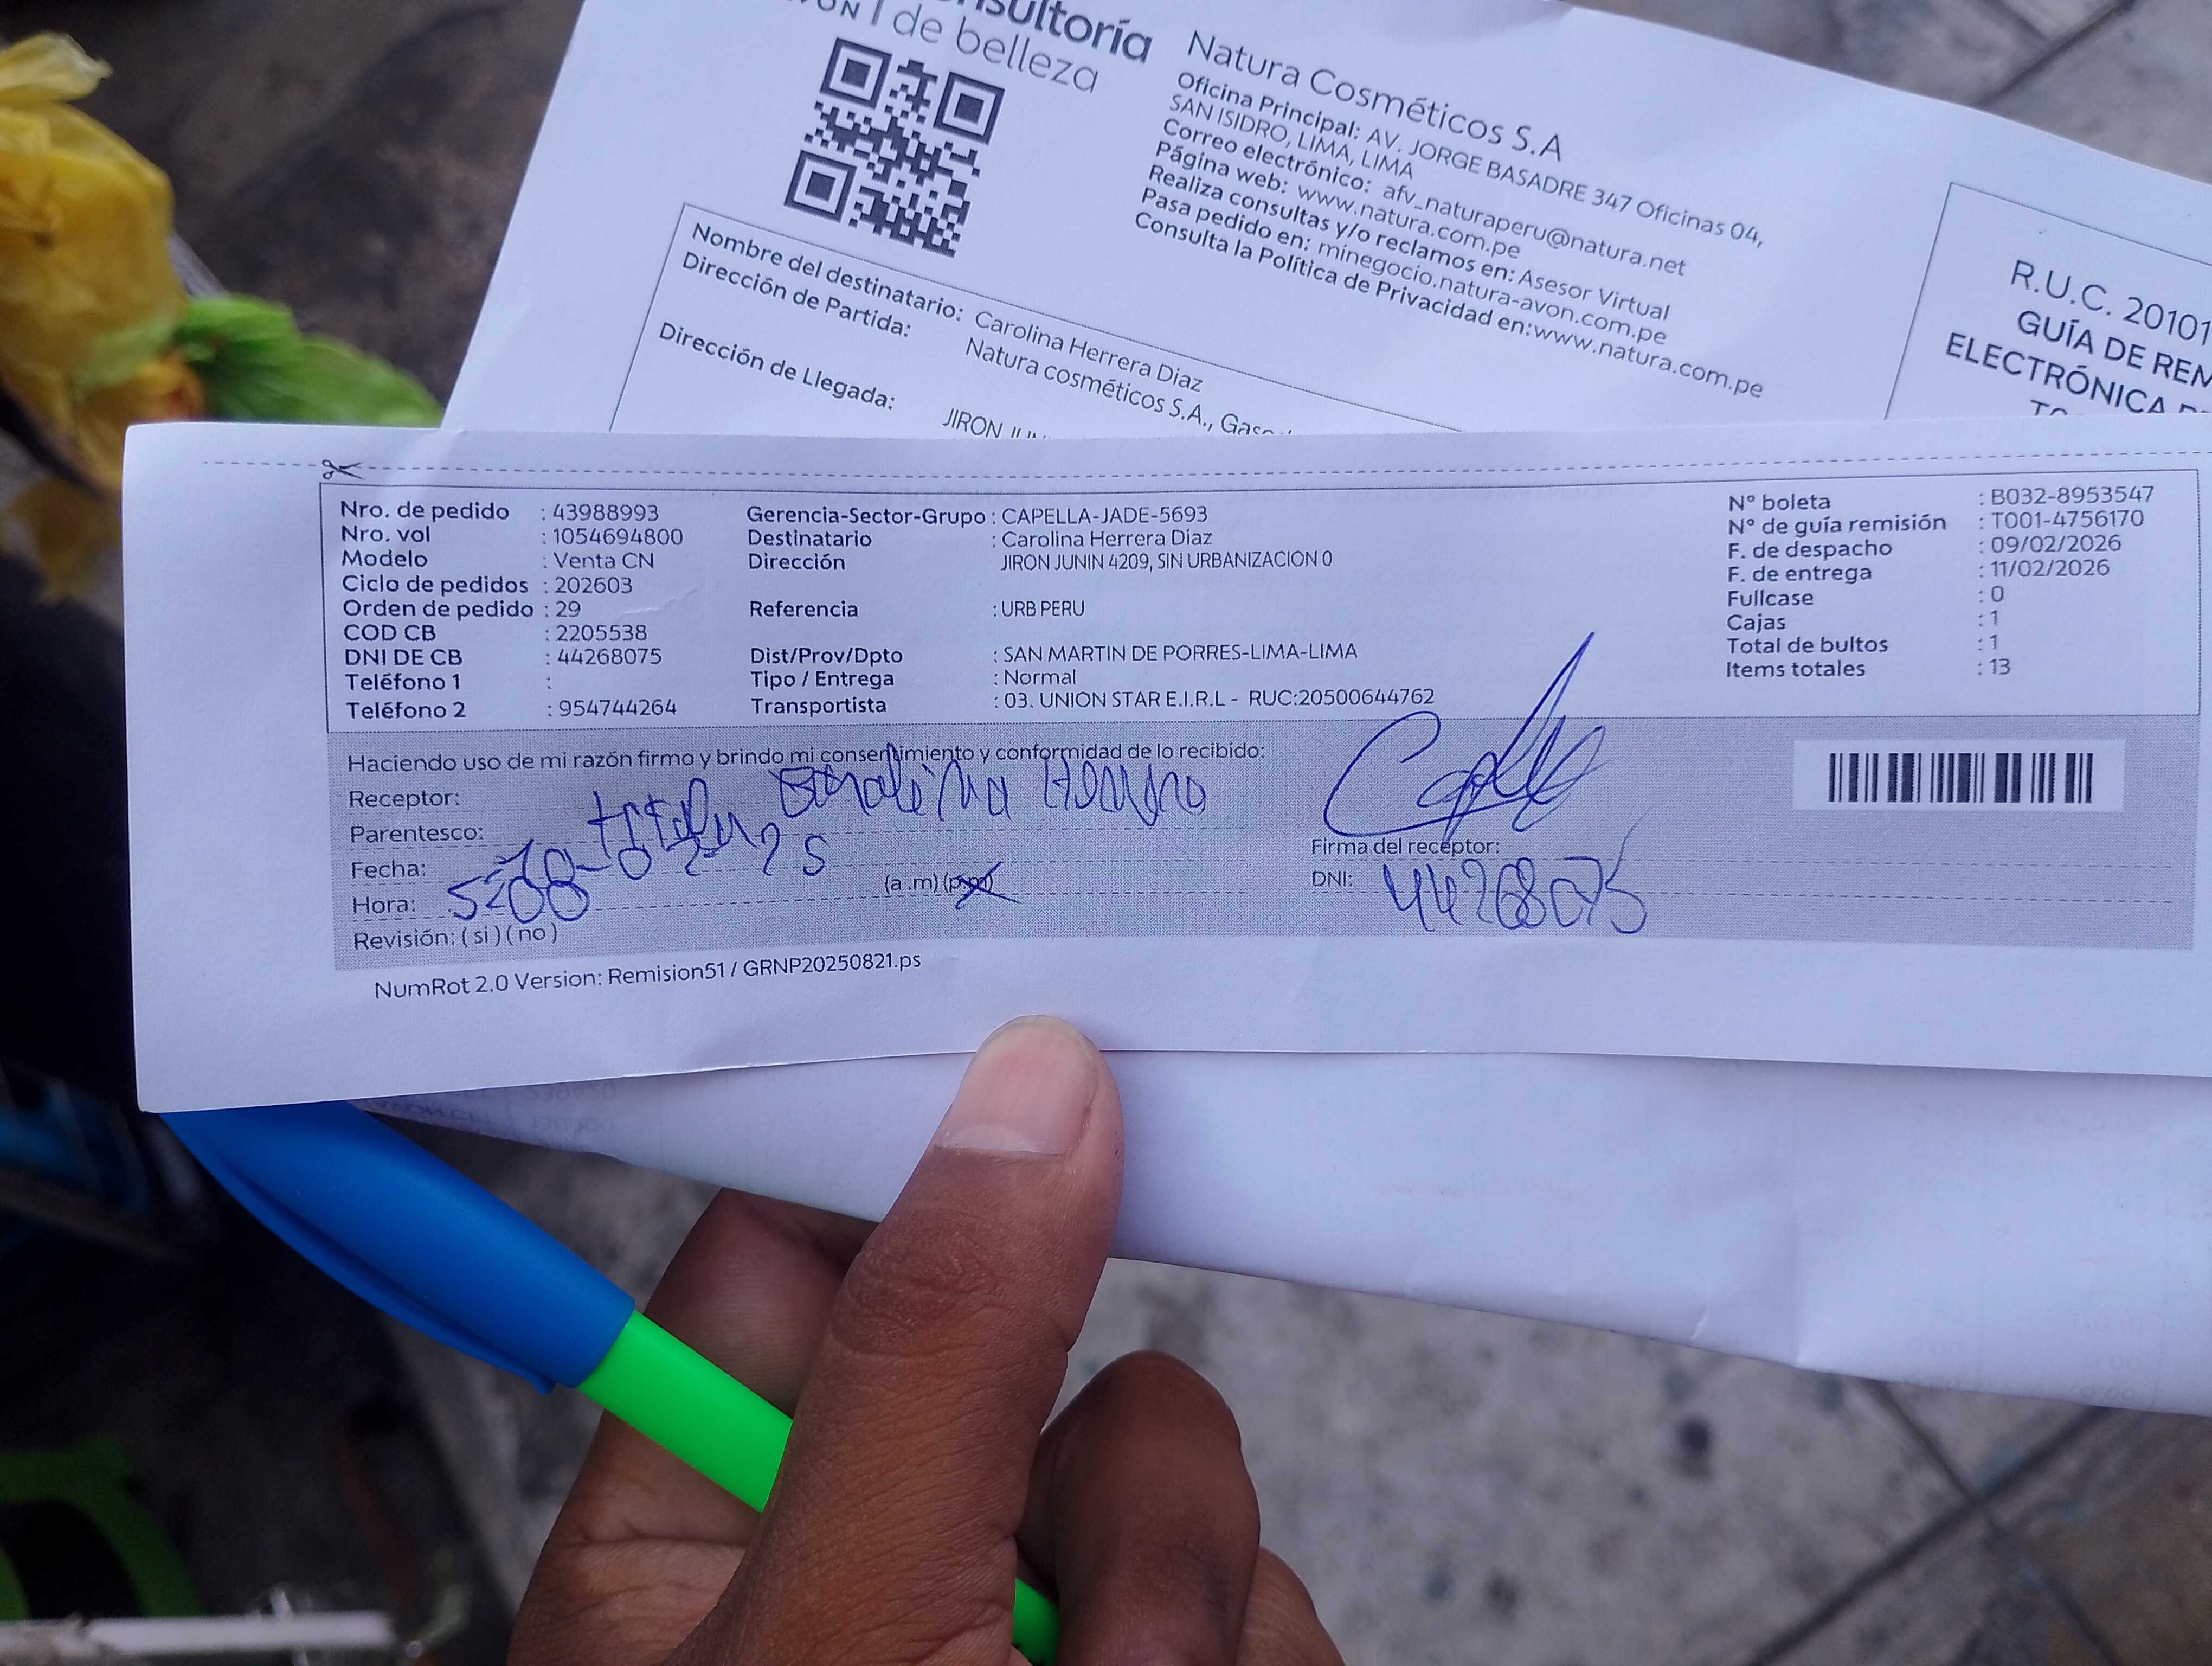 nsultoría
de belleza
Natura Cosméticos S.A
Oficina Principal: AV. JORGE BASADRE 347 Oficinas 04,
SAN ISIDRO, LIMA, LIMA
Correo electrónico: afv_naturaperu@natura.net
Página web: www.natura.com.pe
Realiza consultas y/o reclamos en: Asesor Virtual
Pasa pedido en: minegocio.natura-avon.com.pe
Consulta la Política de Privacidad en:www.natura.com.pe
R.U.C. 20101
GUÍA DE REM
ELECTRÓNICA
Nombre del destinatario: Carolina Herrera Diaz
Dirección de Partida: Natura cosméticos S.A.,
Dirección de Llegada: JIRON
Nro. de pedido : 43988993
Nro. vol : 1054694800
Modelo : Venta CN
Ciclo de pedidos : 202603
Orden de pedido : 29
COD CB : 2205538
DNI DE CB : 44268075
Teléfono 1 :
Teléfono 2 : 954744264
Gerencia-Sector-Grupo : CAPELLA-JADE-5693
Destinatario : Carolina Herrera Diaz
Dirección JIRON JUNIN 4209, SIN URBANIZACION 0
Referencia : URB PERU
Dist/Prov/Dpto : SAN MARTIN DE PORRES-LIMA-LIMA
Tipo / Entrega : Normal
Transportista : 03. UNION STAR E.I.R.L - RUC:20500644762
N° boleta : B032-8953547
N° de guía remisión : T001-4756170
F. de despacho : 09/02/2026
F. de entrega : 11/02/2026
Fullcase : 0
Cajas : 1
Total de bultos : 1
Items totales : 13
Haciendo uso de mi razón firmo y brindo mi consentimiento y conformidad de lo recibido:
Receptor:
Parentesco:
Fecha:
Hora: (a .m) (p.m)
Revisión: ( si ) ( no )
Firma del receptor:
DNI: 44268075
NumRot 2.0 Version: Remision51 / GRNP20250821.ps